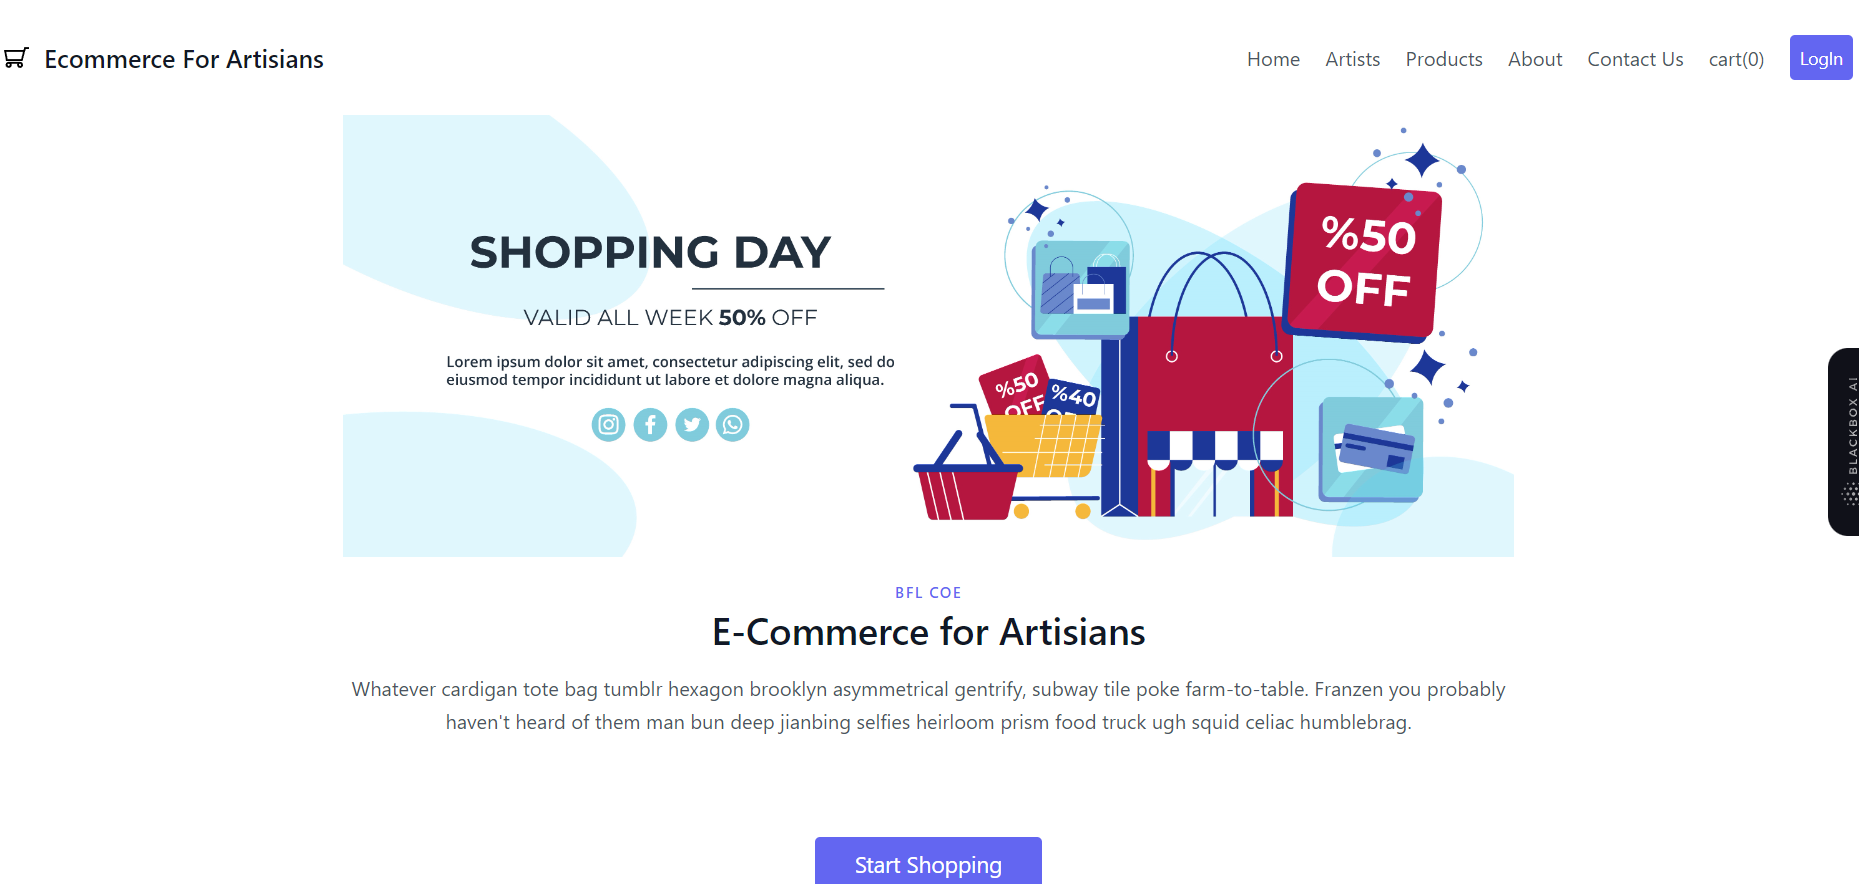 Ecommerce For Artisians
Home Artists Products About Contact Us cart(0) LogIn
SHOPPING DAY
VALID ALL WEEK 50% OFF
Lorem ipsum dolor sit amet, consectetur adipiscing elit, sed do
eiusmod tempor incididunt ut labore et dolore magna aliqua.
%50
OFF
%50
OFF
%40
BLACKBOX AI
BFL COE
E-Commerce for Artisians
Whatever cardigan tote bag tumblr hexagon brooklyn asymmetrical gentrify, subway tile poke farm-to-table. Franzen you probably
haven't heard of them man bun deep jianbing selfies heirloom prism food truck ugh squid celiac humblebrag.
Start Shopping